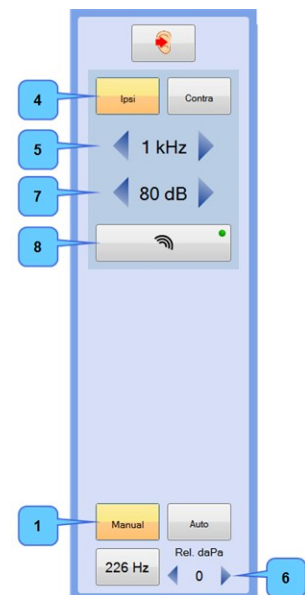 4
Ipsi
Contra
5
1 kHz
7
80 dB
8
1
Manual
Auto
226 Hz
Rel. daPa
0
6